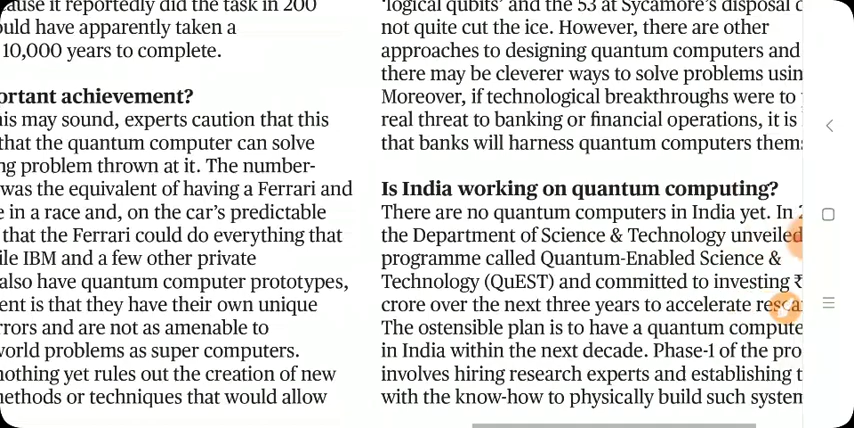 ause it reportedly did the task in 200
ould have apparently taken a
10,000 years to complete.
ortant achievement?
his may sound, experts caution that this
that the quantum computer can solve
ng problem thrown at it. The number-
was the equivalent of having a Ferrari and
e in a race and, on the car's predictable
that the Ferrari could do everything that
ile IBM and a few other private
also have quantum computer prototypes,
ent is that they have their own unique
rrors and are not as amenable to
world problems as super computers.
nothing yet rules out the creation of new
methods or techniques that would allow
'logical qubits' and the 53 at Sycamore's disposal
not quite cut the ice. However, there are other
approaches to designing quantum computers and
there may be cleverer ways to solve problems usin
Moreover, if technological breakthroughs were to
real threat to banking or financial operations, it is
that banks will harness quantum computers thems
Is India working on quantum computing?
There are no quantum computers in India yet. In 2
the Department of Science & Technology unveiled
programme called Quantum-Enabled Science &
Technology (QuEST) and committed to investing ₹
crore over the next three years to accelerate resear
The ostensible plan is to have a quantum compute
in India within the next decade. Phase-1 of the pro
involves hiring research experts and establishing t
with the know-how to physically build such system